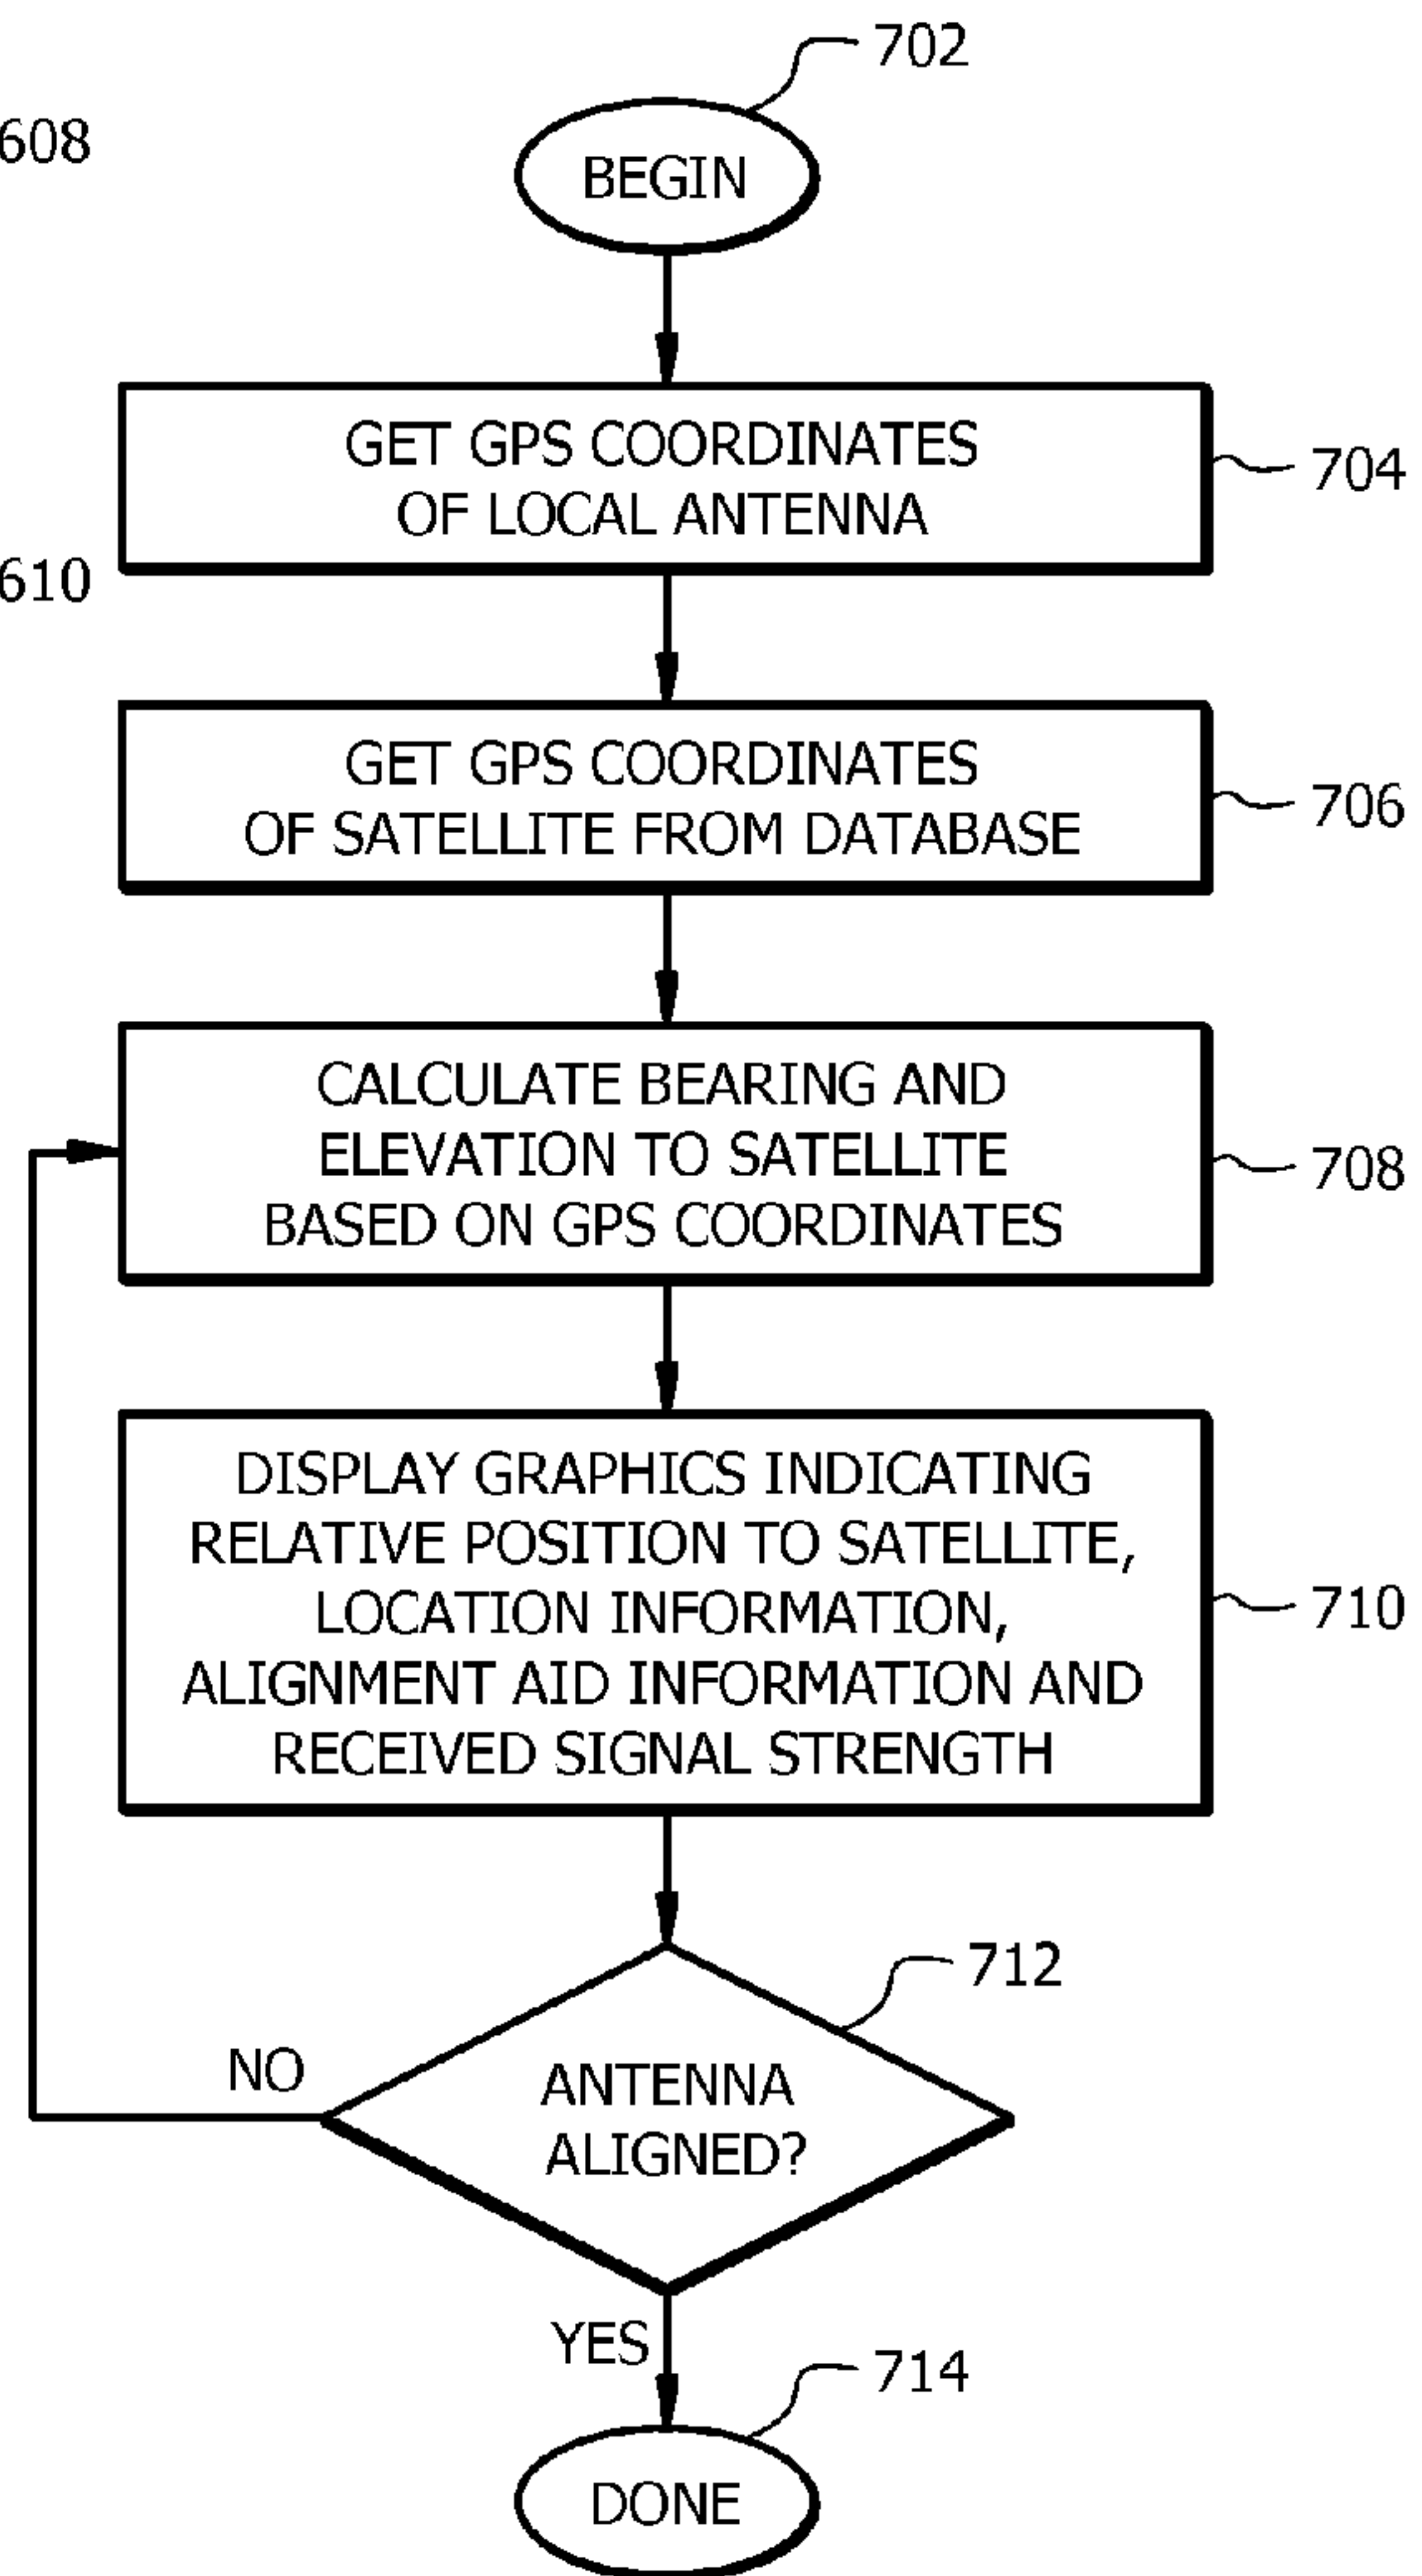 702
608
BEGIN
GET GPS COORDINATES
OF LOCAL ANTENNA
704
610
GET GPS COORDINATES
OF SATELLITE FROM DATABASE
706
CALCULATE BEARING AND
ELEVATION TO SATELLITE
BASED ON GPS COORDINATES
708
DISPLAY GRAPHICS INDICATING
RELATIVE POSITION TO SATELLITE,
LOCATION INFORMATION,
ALIGNMENT AID INFORMATION AND
RECEIVED SIGNAL STRENGTH
710
712
NO
ANTENNA
ALIGNED?
YES
714
DONE